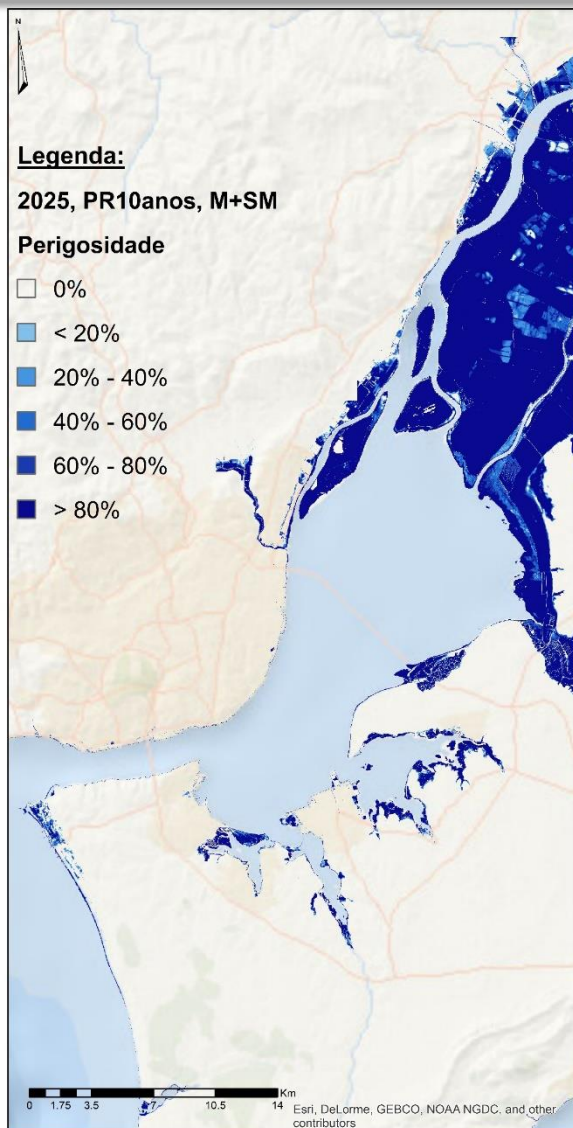 N
Legenda:
2025, PR10anos, M+SM
Perigosidade
0%
< 20%
20% - 40%
40% - 60%
60% - 80%
> 80%
Km
0 1.75 3.5 7 10.5 14
Esri, DeLorme, GEBCO, NOAA NGDC, and other
contributors